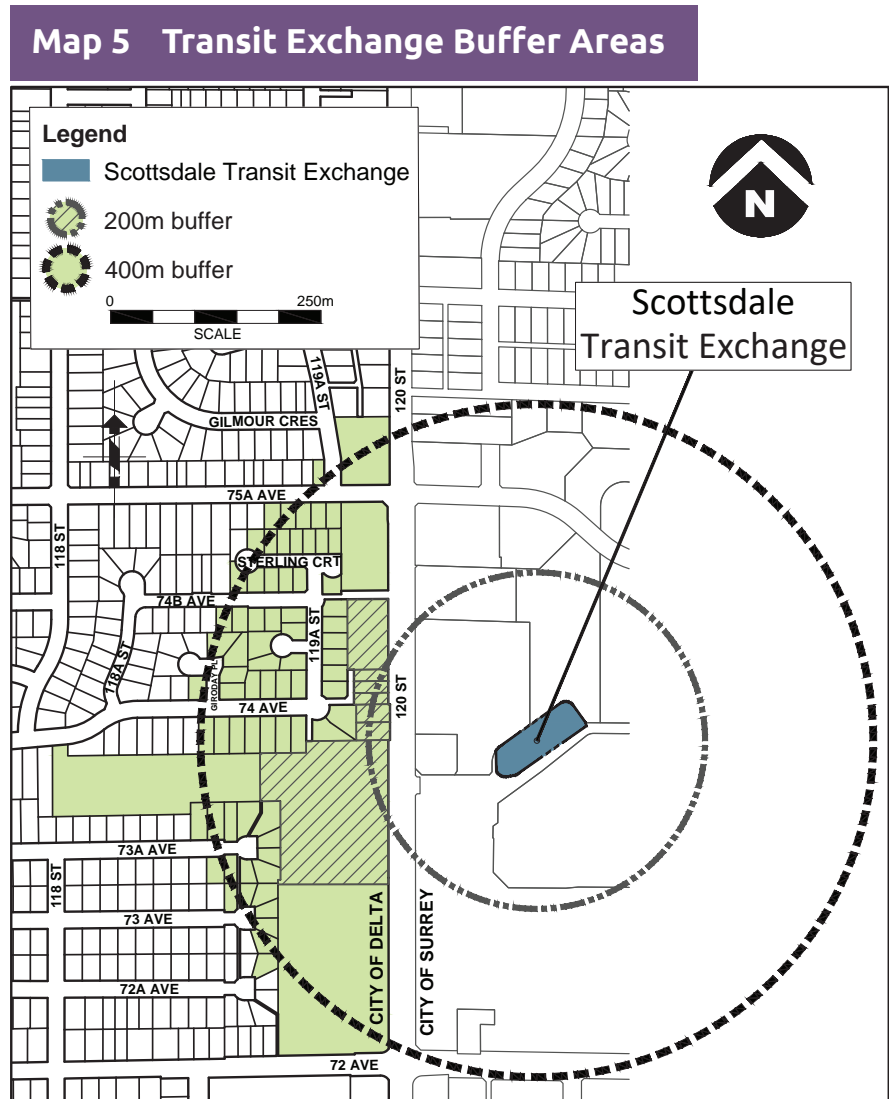 Map 5 Transit Exchange Buffer Areas
Legend
Scottsdale Transit Exchange
200m buffer
400m buffer
0 250m
SCALE
N
Scottsdale
Transit Exchange
119A ST
120 ST
GILMOUR CRES
75A AVE
118 ST
STERLING CRT
74B AVE
119A ST
118A ST
GIRODAY PL
120 ST
74 AVE
73A AVE
118 ST
73 AVE
CITY OF DELTA
CITY OF SURREY
72A AVE
72 AVE